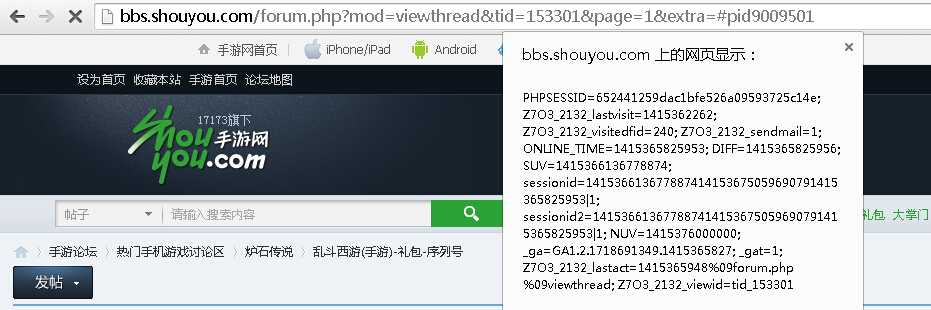 bbs.shouyou.com/forum.php?mod=viewthread&tid=153301&page=1&extra=#pid9009501
手游网首页 iPhone/iPad Android
bbs.shouyou.com 上的网页显示：
设为首页 收藏本站 手游首页 论坛地图
PHPSESSID=652441259dac1bfe526a09593725c14e;
Z7O3_2132_lastvisit=1415362262;
Z7O3_2132_visitedfid=240; Z7O3_2132_sendmail=1;
ONLINE_TIME=1415365825953; DIFF=1415365825956;
SUV=1415366136778874;
sessionid=141536613677887414153675059690791415
365825953|1;
sessionid2=14153661367788741415367505969079141
5365825953|1; NUV=1415376000000;
_ga=GA1.2.1718691349.1415365827; _gat=1;
Z7O3_2132_lastact=1415365948%09forum.php
%09viewthread; Z7O3_2132_viewid=tid_153301
17173旗下
Shou
you.com
手游网
帖子 请输入搜索内容
礼包 大掌门
手游论坛 热门手机游戏讨论区 炉石传说 乱斗西游(手游)-礼包-序列号
发帖